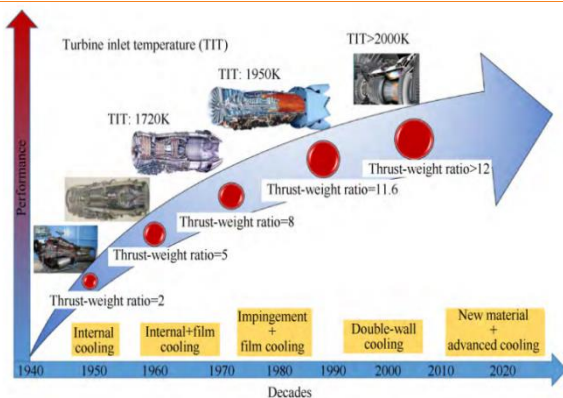 Turbine inlet temperature (TIT)
TIT>2000K
TIT: 1950K
TIT: 1720K
Performance
Thrust-weight ratio>12
Thrust-weight ratio=11.6
Thrust-weight ratio=8
Thrust-weight ratio=5
Thrust-weight ratio=2
Internal
cooling
Internal+film
cooling
Impingement
+
film cooling
Double-wall
cooling
New material
+
advanced cooling
1940 1950 1960 1970 1980 1990 2000 2010 2020
Decades